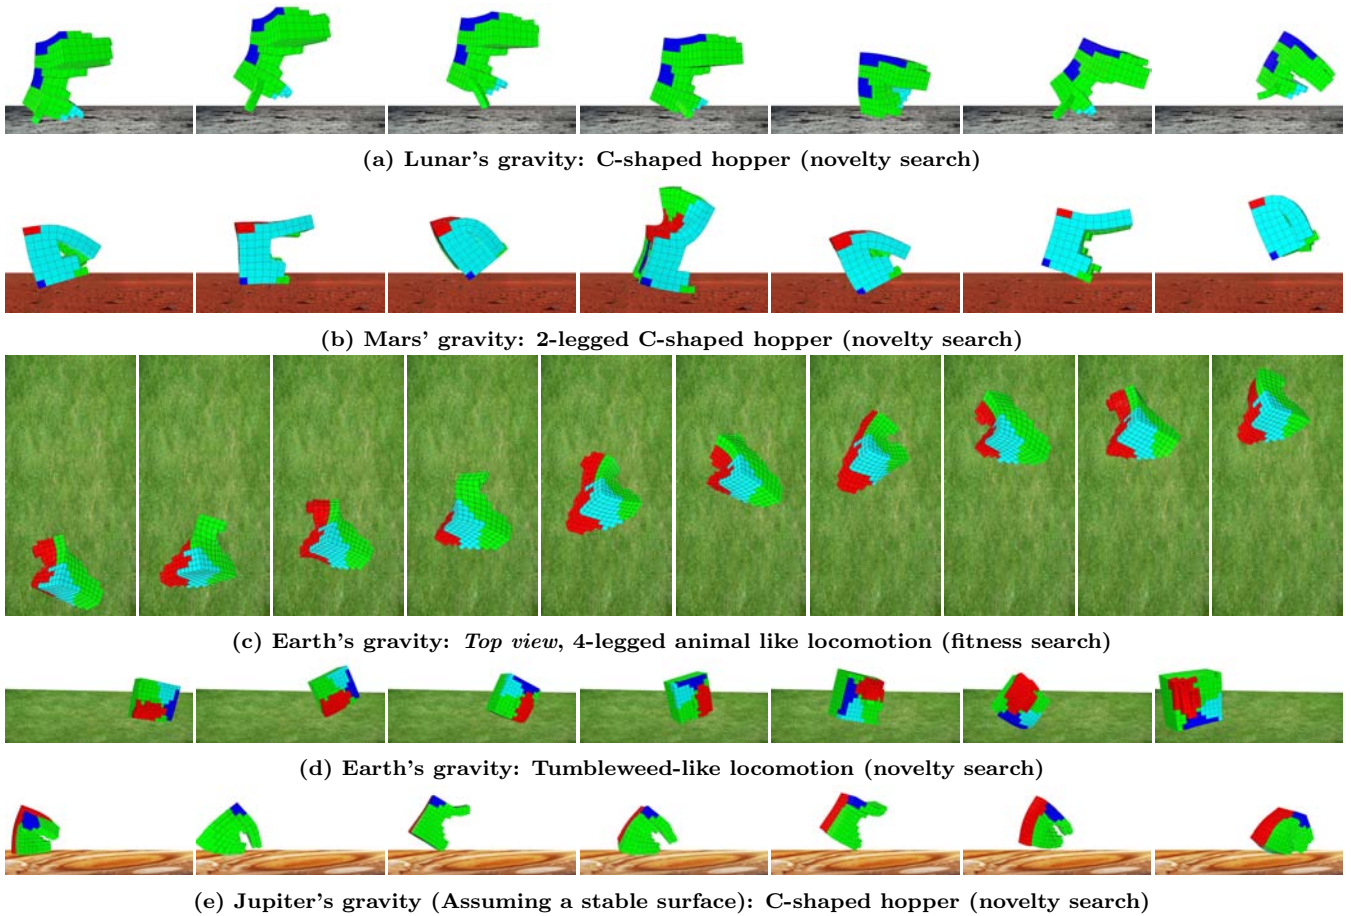 (a) Lunar's gravity: C-shaped hopper (novelty search)
(b) Mars' gravity: 2-legged C-shaped hopper (novelty search)
(c) Earth's gravity: Top view, 4-legged animal like locomotion (fitness search)
(d) Earth's gravity: Tumbleweed-like locomotion (novelty search)
(e) Jupiter's gravity (Assuming a stable surface): C-shaped hopper (novelty search)